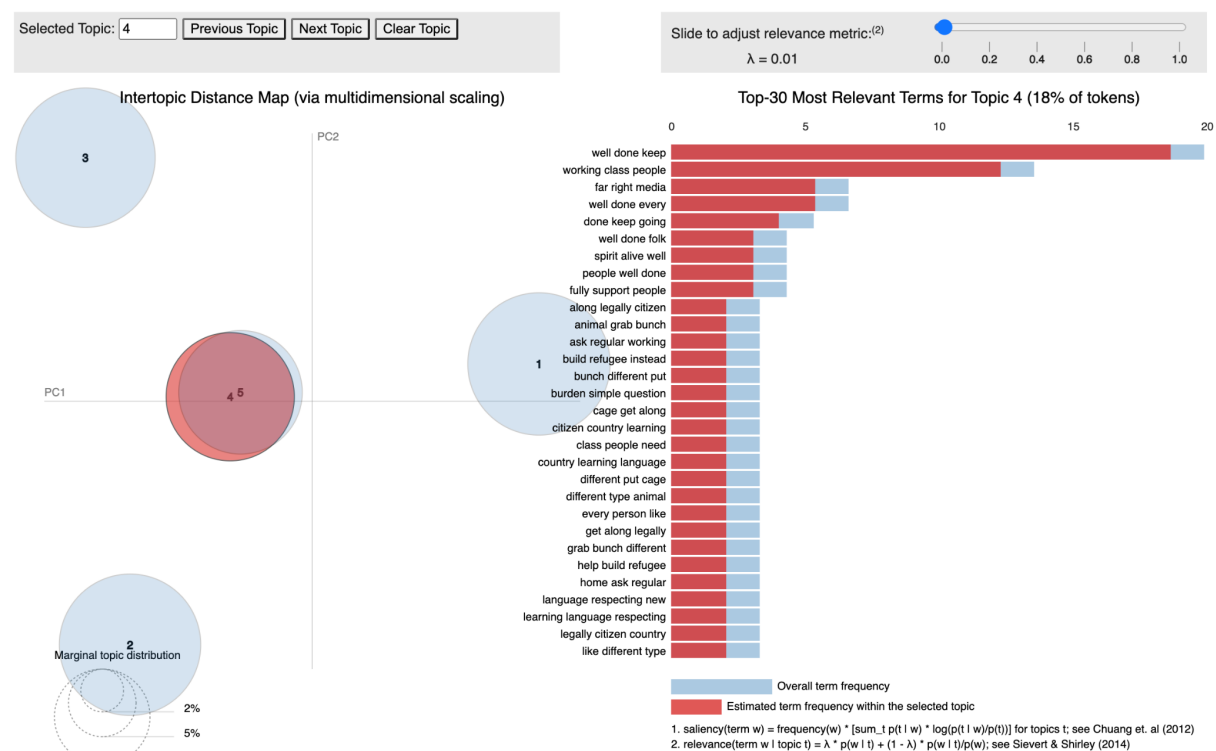 Selected Topic: 4 Previous Topic Next Topic Clear Topic
Slide to adjust relevance metric:(2)
λ = 0.01
0.0 0.2 0.4 0.6 0.8 1.0
Intertopic Distance Map (via multidimensional scaling)
PC2
PC1
3
1
4 5
2
Marginal topic distribution
2%
5%
Top-30 Most Relevant Terms for Topic 4 (18% of tokens)
0 5 10 15 20
well done keep
working class people
far right media
well done every
done keep going
well done folk
spirit alive well
people well done
fully support people
along legally citizen
animal grab bunch
ask regular working
build refugee instead
bunch different put
burden simple question
cage get along
citizen country learning
class people need
country learning language
different put cage
different type animal
every person like
get along legally
grab bunch different
help build refugee
home ask regular
language respecting new
learning language respecting
legally citizen country
like different type
Overall term frequency
Estimated term frequency within the selected topic
1. saliency(term w) = frequency(w) * [sum_t p(t | w) * log(p(t | w)/p(t))] for topics t; see Chuang et. al (2012)
2. relevance(term w | topic t) = λ * p(w | t) + (1 - λ) * p(w | t)/p(w); see Sievert & Shirley (2014)